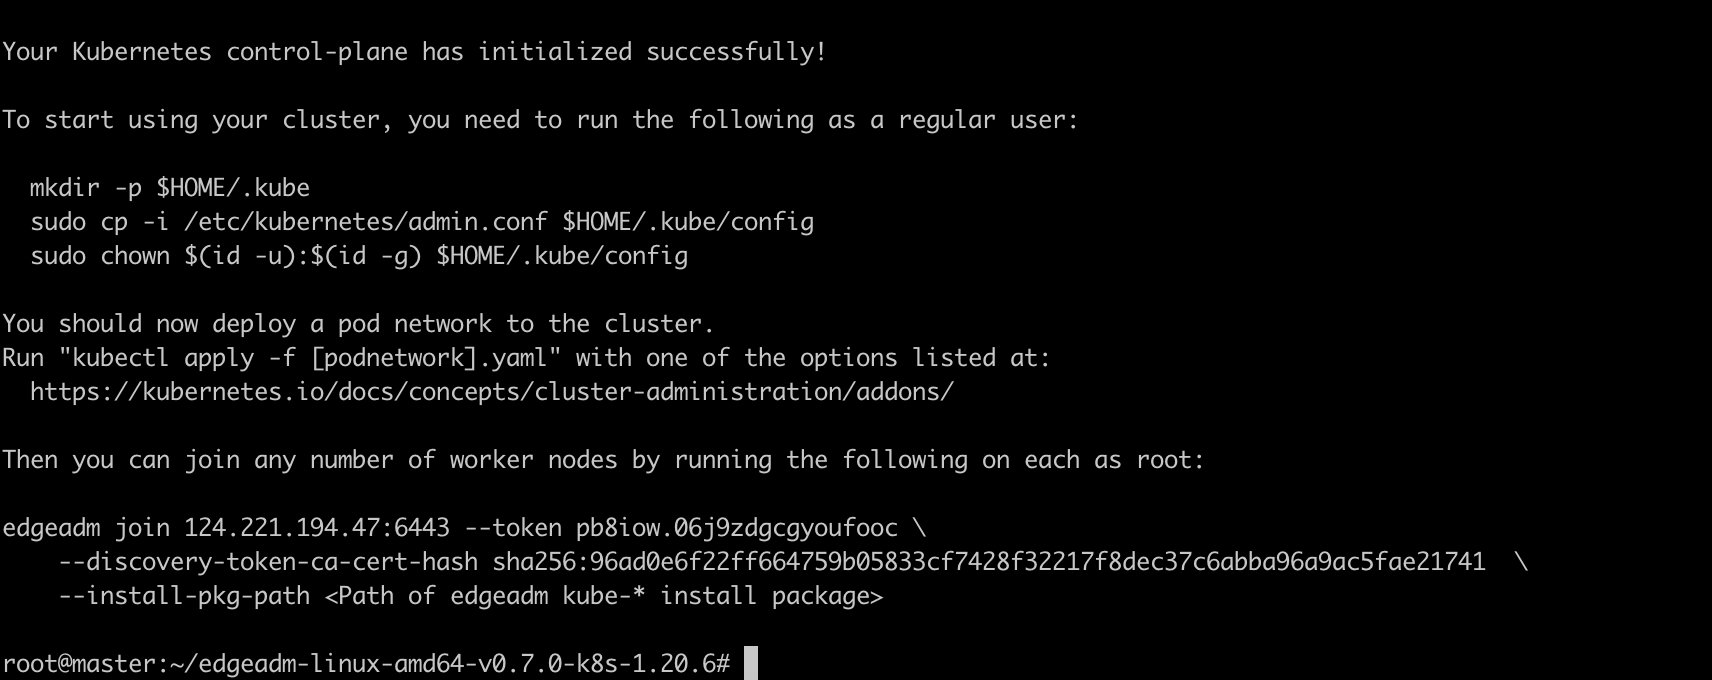 Your Kubernetes control-plane has initialized successfully!
To start using your cluster, you need to run the following as a regular user:
mkdir -p $HOME/.kube
sudo cp -i /etc/kubernetes/admin.conf $HOME/.kube/config
sudo chown $(id -u):$(id -g) $HOME/.kube/config
You should now deploy a pod network to the cluster.
Run "kubectl apply -f [podnetwork].yaml" with one of the options listed at:
https://kubernetes.io/docs/concepts/cluster-administration/addons/
Then you can join any number of worker nodes by running the following on each as root:
edgeadm join 124.221.194.47:6443 --token pb8iow.06j9zdgcgyoufooc \
--discovery-token-ca-cert-hash sha256:96ad0e6f22ff664759b05833cf7428f32217f8dec37c6abba96a9ac5fae21741  \
--install-pkg-path <Path of edgeadm kube-* install package>
root@master:~/edgeadm-linux-amd64-v0.7.0-k8s-1.20.6#